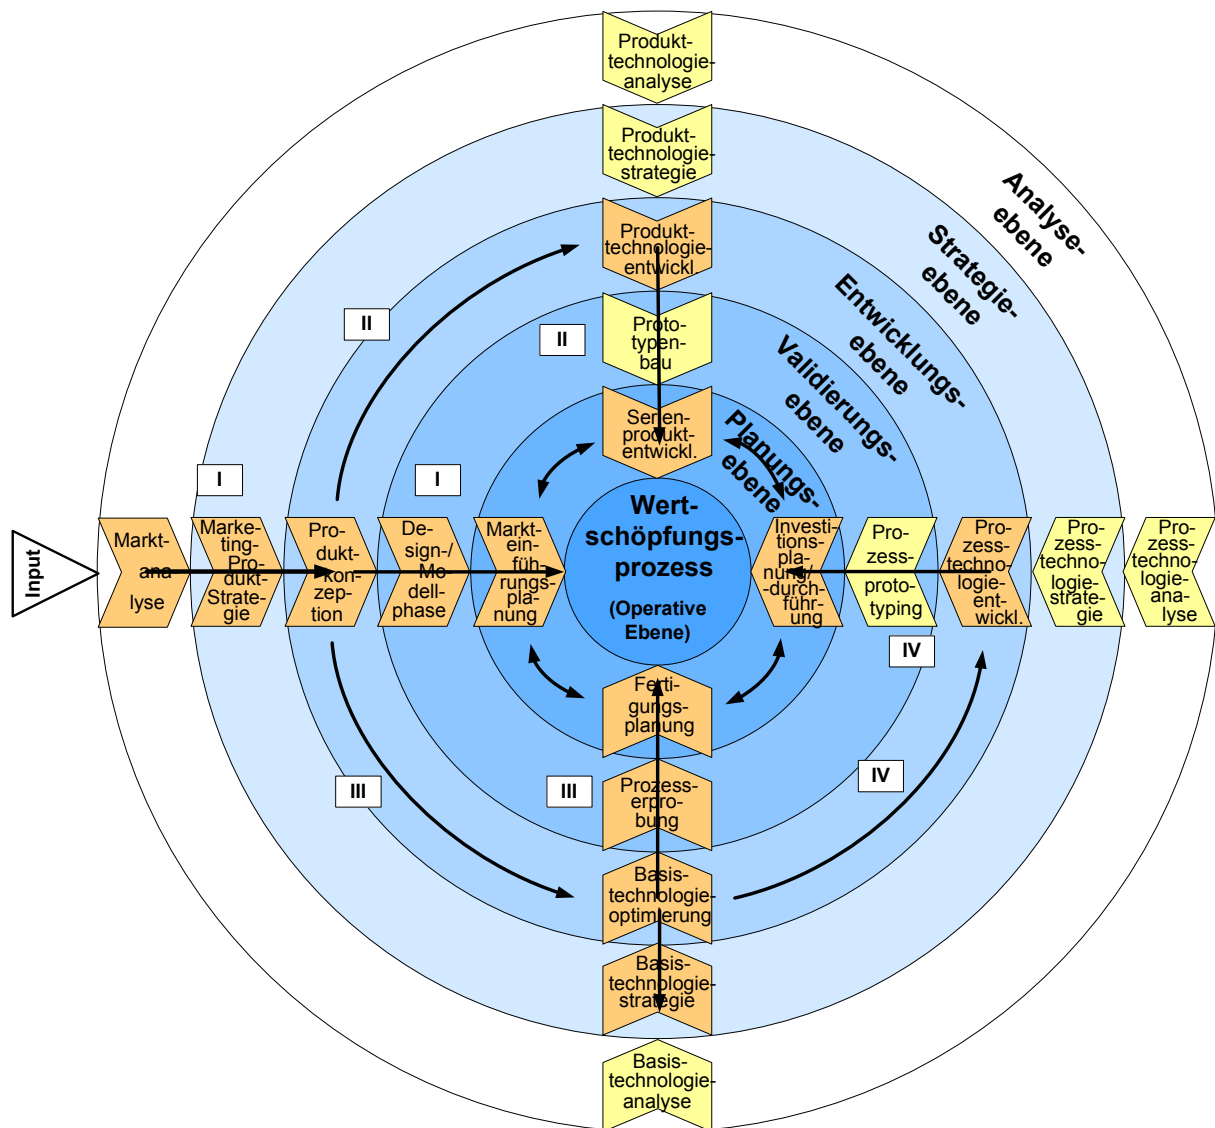 Produkt-
technologie-
analyse
Produkt-
technologie-
strategie
Produkt-
technologie-
entwickl.
Proto-
typenbau
Serien-
produkt-
entwickl.
Analyse-
ebene
Strategie-
ebene
Entwicklungs-
ebene
Validierungs-
ebene
Planungs-
ebene
II
II
I
I
Input
Markt-
ana
lyse
Marke-
ting-
Pro-
dukt-
Strate-
gie
Pro-
dukt-
kon-
zep-
tion
De-
sign-/
Mo-
dell-
phase
Markt-
ein-
füh-
rungs-
pla-
nung
Wert-
schöpfungs-
prozess
(Operative
Ebene)
Investi-
tions-
pla-
nung/
-durch-
führ-
ung
Pro-
zess-
proto-
typing
Pro-
zess-
techno-
logie-
ent-
wickl.
Pro-
zess-
techno-
logie-
strate-
gie
Pro-
zess-
techno-
logie-
ana-
lyse
IV
IV
III
III
Ferti-
gungs-
planung
Prozess-
erpro-
bung
Basis-
technologie-
optimierung
Basis-
technologie-
strategie
Basis-
technologie-
analyse